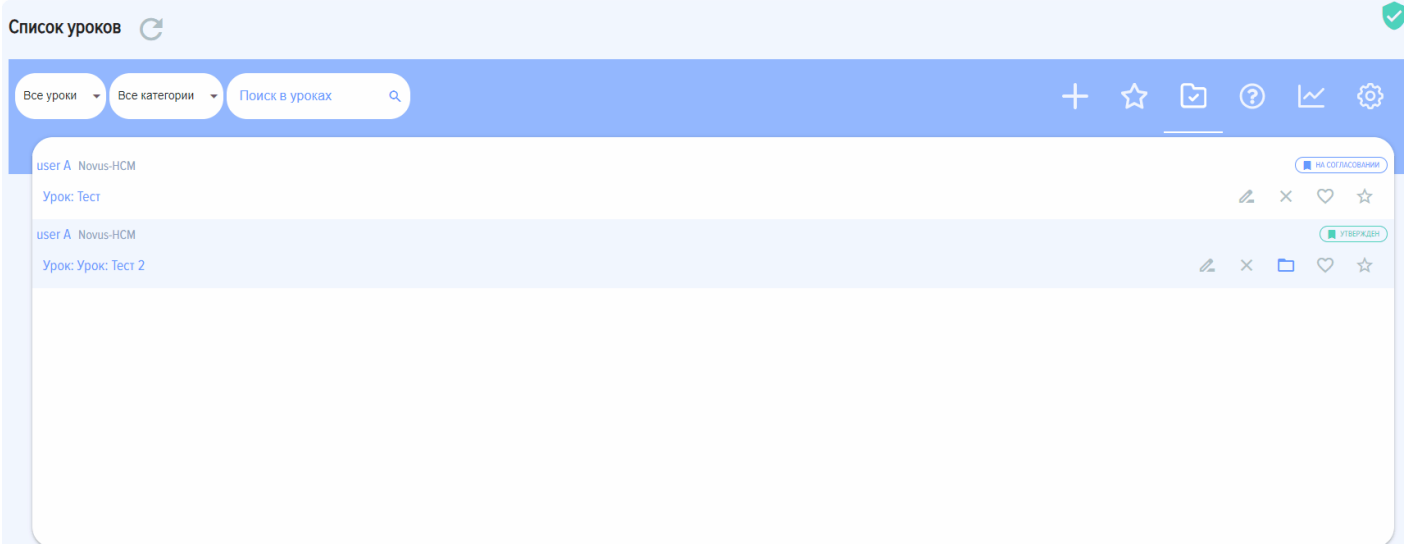 Список уроков
Все уроки Все категории Поиск в уроках
user A Novus-HCM НА СОГЛАСОВАНИИ
Урок: Тест
user A Novus-HCM УТВЕРЖДЕН
Урок: Урок: Тест 2